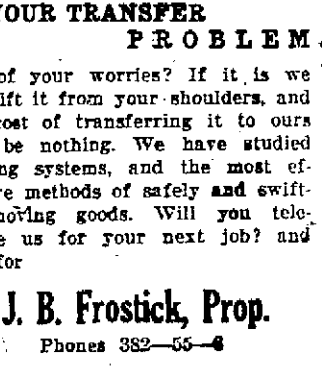 YOUR TRANSFER
PROBLEM
of your worries? If it is we
ift it from your shoulders, and
cost of transferring it to ours
be nothing. We have studied
ng systems, and the most ef-
re methods of safely and swift-
moving goods. Will you tele-
e us for your next job? and
for
J. B. Frostick, Prop.
Phones 382—55—